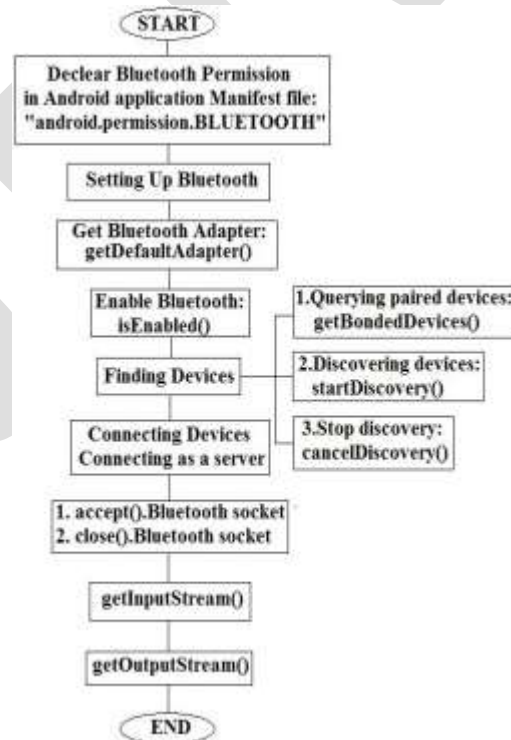 START
Declear Bluetooth Permission
in Android application Manifest file:
"android.permission.BLUETOOTH"
Setting Up Bluetooth
Get Bluetooth Adapter:
getDefaultAdapter()
Enable Bluetooth:
isEnabled()
Finding Devices
1.Querying paired devices:
getBondedDevices()
2.Discovering devices:
startDiscovery()
3.Stop discovery:
cancelDiscovery()
Connecting Devices
Connecting as a server
1. accept().Bluetooth socket
2. close().Bluetooth socket
getInputStream()
getOutputStream()
END